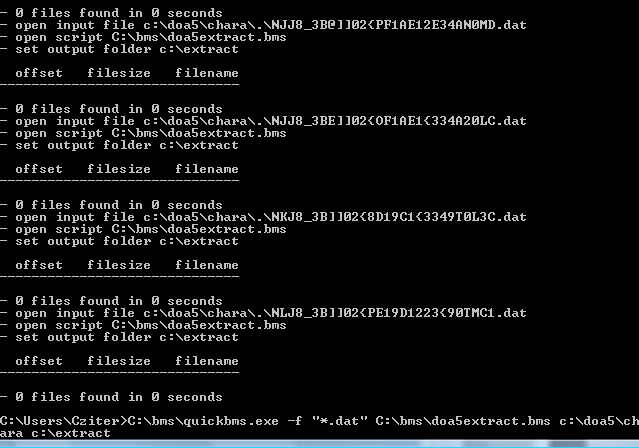 - 0 files found in 0 seconds
- open input file c:\doa5\chara\.\NJJ8_3B@]]02{PF1AE12E34AN0MD.dat
- open script C:\bms\doa5extract.bms
- set output folder c:\extract
offset filesize filename
--------------------------------
- 0 files found in 0 seconds
- open input file c:\doa5\chara\.\NJJ8_3BE]]02{OF1AE1{334A20LC.dat
- open script C:\bms\doa5extract.bms
- set output folder c:\extract
offset filesize filename
--------------------------------
- 0 files found in 0 seconds
- open input file c:\doa5\chara\.\NKJ8_3B]]02{8D19C1{3349T0L3C.dat
- open script C:\bms\doa5extract.bms
- set output folder c:\extract
offset filesize filename
--------------------------------
- 0 files found in 0 seconds
- open input file c:\doa5\chara\.\NLJ8_3B]]02{PE19D1223{90TMC1.dat
- open script C:\bms\doa5extract.bms
- set output folder c:\extract
offset filesize filename
--------------------------------
- 0 files found in 0 seconds
C:\Users\Cziter>C:\bms\quickbms.exe -f "*.dat" C:\bms\doa5extract.bms c:\doa5\ch
ara c:\extract